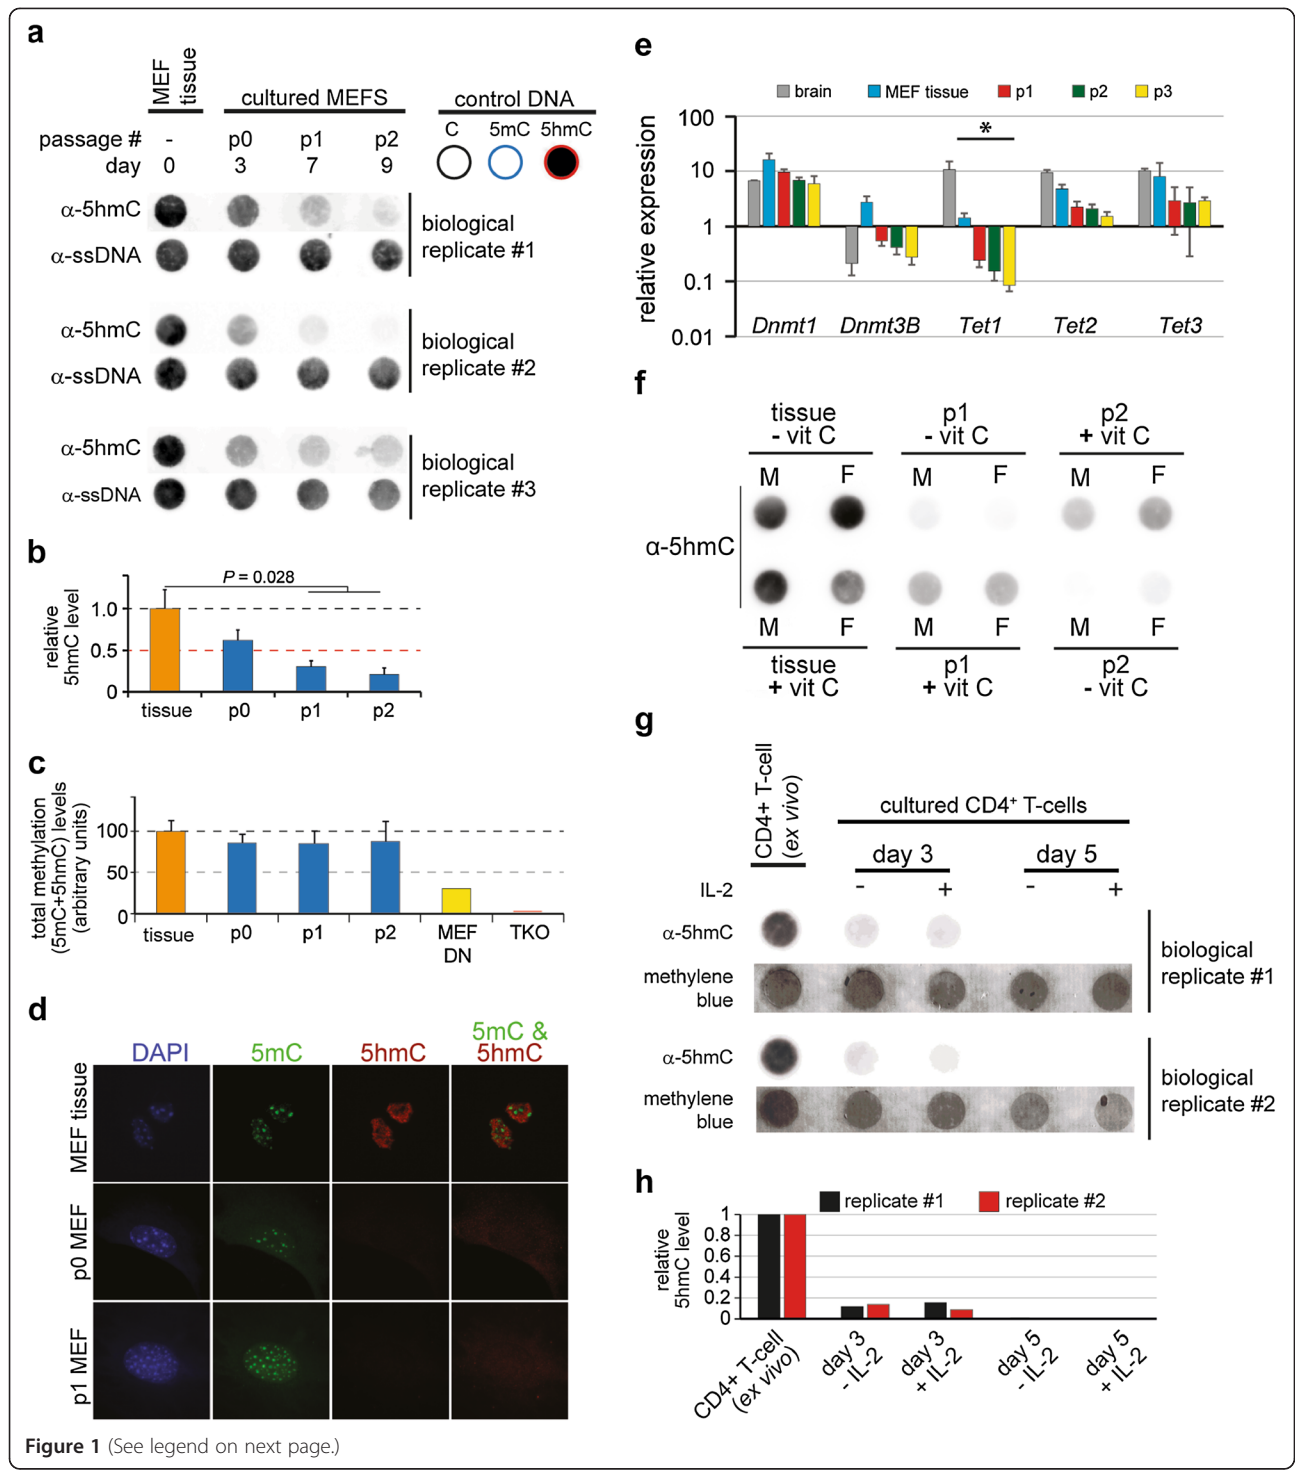 a
MEF
tissue
cultured MEFS
control DNA
passage #
-
p0
p1
p2
C
5mC
5hmC
day
0
3
7
9
α-5hmC
α-ssDNA
biological
replicate #1
α-5hmC
α-ssDNA
biological
replicate #2
α-5hmC
α-ssDNA
biological
replicate #3
b
relative
5hmC level
P = 0.028
1.0
0.5
0
tissue
p0
p1
p2
c
total methylation
(5mC+5hmC) levels
(arbitrary units)
100
50
0
tissue
p0
p1
p2
MEF
DN
TKO
d
DAPI
5mC
5hmC
5mC &
5hmC
MEF tissue
p0 MEF
p1 MEF
e
brain
MEF tissue
p1
p2
p3
relative expression
100
10
1
0.1
0.01
*
Dnmt1
Dnmt3B
Tet1
Tet2
Tet3
f
tissue
- vit C
p1
- vit C
p2
+ vit C
M
F
M
F
M
F
α-5hmC
M
F
M
F
M
F
tissue
+ vit C
p1
+ vit C
p2
- vit C
g
CD4+ T-cell
(ex vivo)
cultured CD4+ T-cells
day 3
day 5
IL-2
-
+
-
+
α-5hmC
methylene
blue
biological
replicate #1
α-5hmC
methylene
blue
biological
replicate #2
h
replicate #1
replicate #2
relative
5hmC level
1
0.8
0.6
0.4
0.2
0
CD4+ T-cell
(ex vivo)
day 3
- IL-2
day 3
+ IL-2
day 5
- IL-2
day 5
+ IL-2
Figure 1 (See legend on next page.)